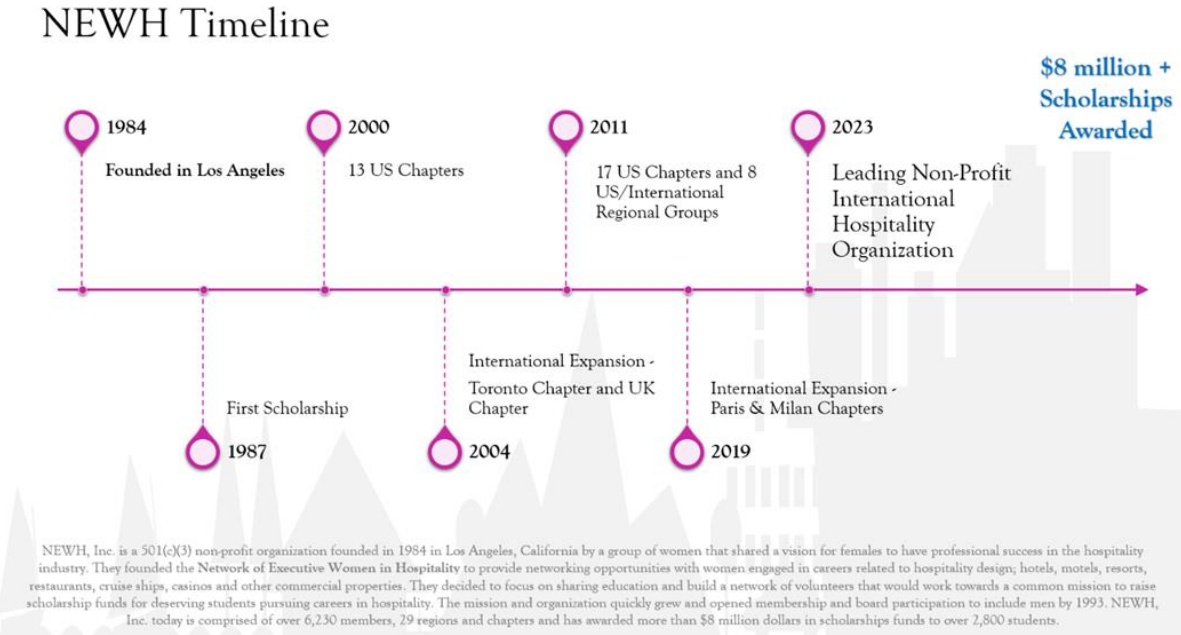 NEWH Timeline
$8 million +
Scholarships
Awarded
1984
Founded in Los Angeles
2000
13 US Chapters
2011
17 US Chapters and 8
US/International
Regional Groups
2023
Leading Non-Profit
International
Hospitality
Organization
First Scholarship
1987
International Expansion -
Toronto Chapter and UK
Chapter
2004
International Expansion -
Paris & Milan Chapters
2019
NEWH, Inc. is a 501(c)(3) non-profit organization founded in 1984 in Los Angeles, California by a group of women that shared a vision for females to have professional success in the hospitality
industry. They founded the Network of Executive Women in Hospitality to provide networking opportunities with women engaged in careers related to hospitality design; hotels, motels, resorts,
restaurants, cruise ships, casinos and other commercial properties. They decided to focus on sharing education and build a network of volunteers that would work towards a common mission to raise
scholarship funds for deserving students pursuing careers in hospitality. The mission and organization quickly grew and opened membership and board participation to include men by 1993. NEWH,
Inc. today is comprised of over 6,230 members, 29 regions and chapters and has awarded more than $8 million dollars in scholarships funds to over 2,800 students.